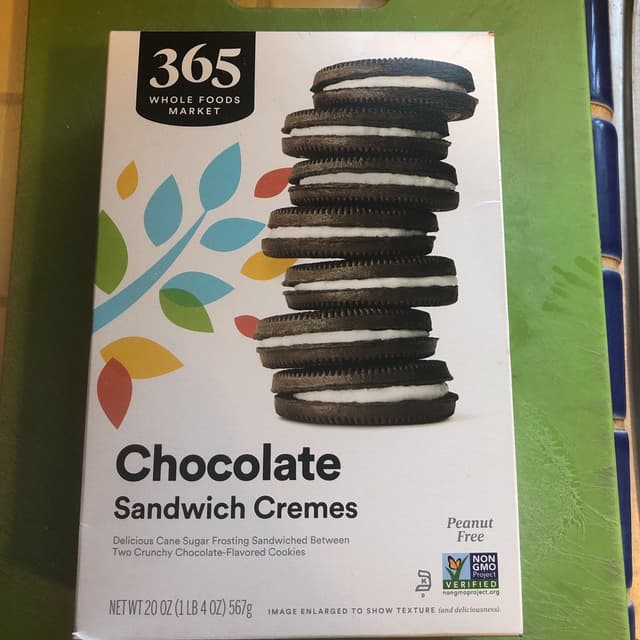 365
WHOLE FOODS
MARKET
Chocolate
Sandwich Cremes
Delicious Cane Sugar Frosting Sandwiched Between
Two Crunchy Chocolate-Flavored Cookies
Peanut
Free
K
D
NON
GMO
Project
VERIFIED
nongmoproject.org
NET WT 20 OZ (1 LB 4 OZ) 567g
IMAGE ENLARGED TO SHOW TEXTURE (and deliciousness).